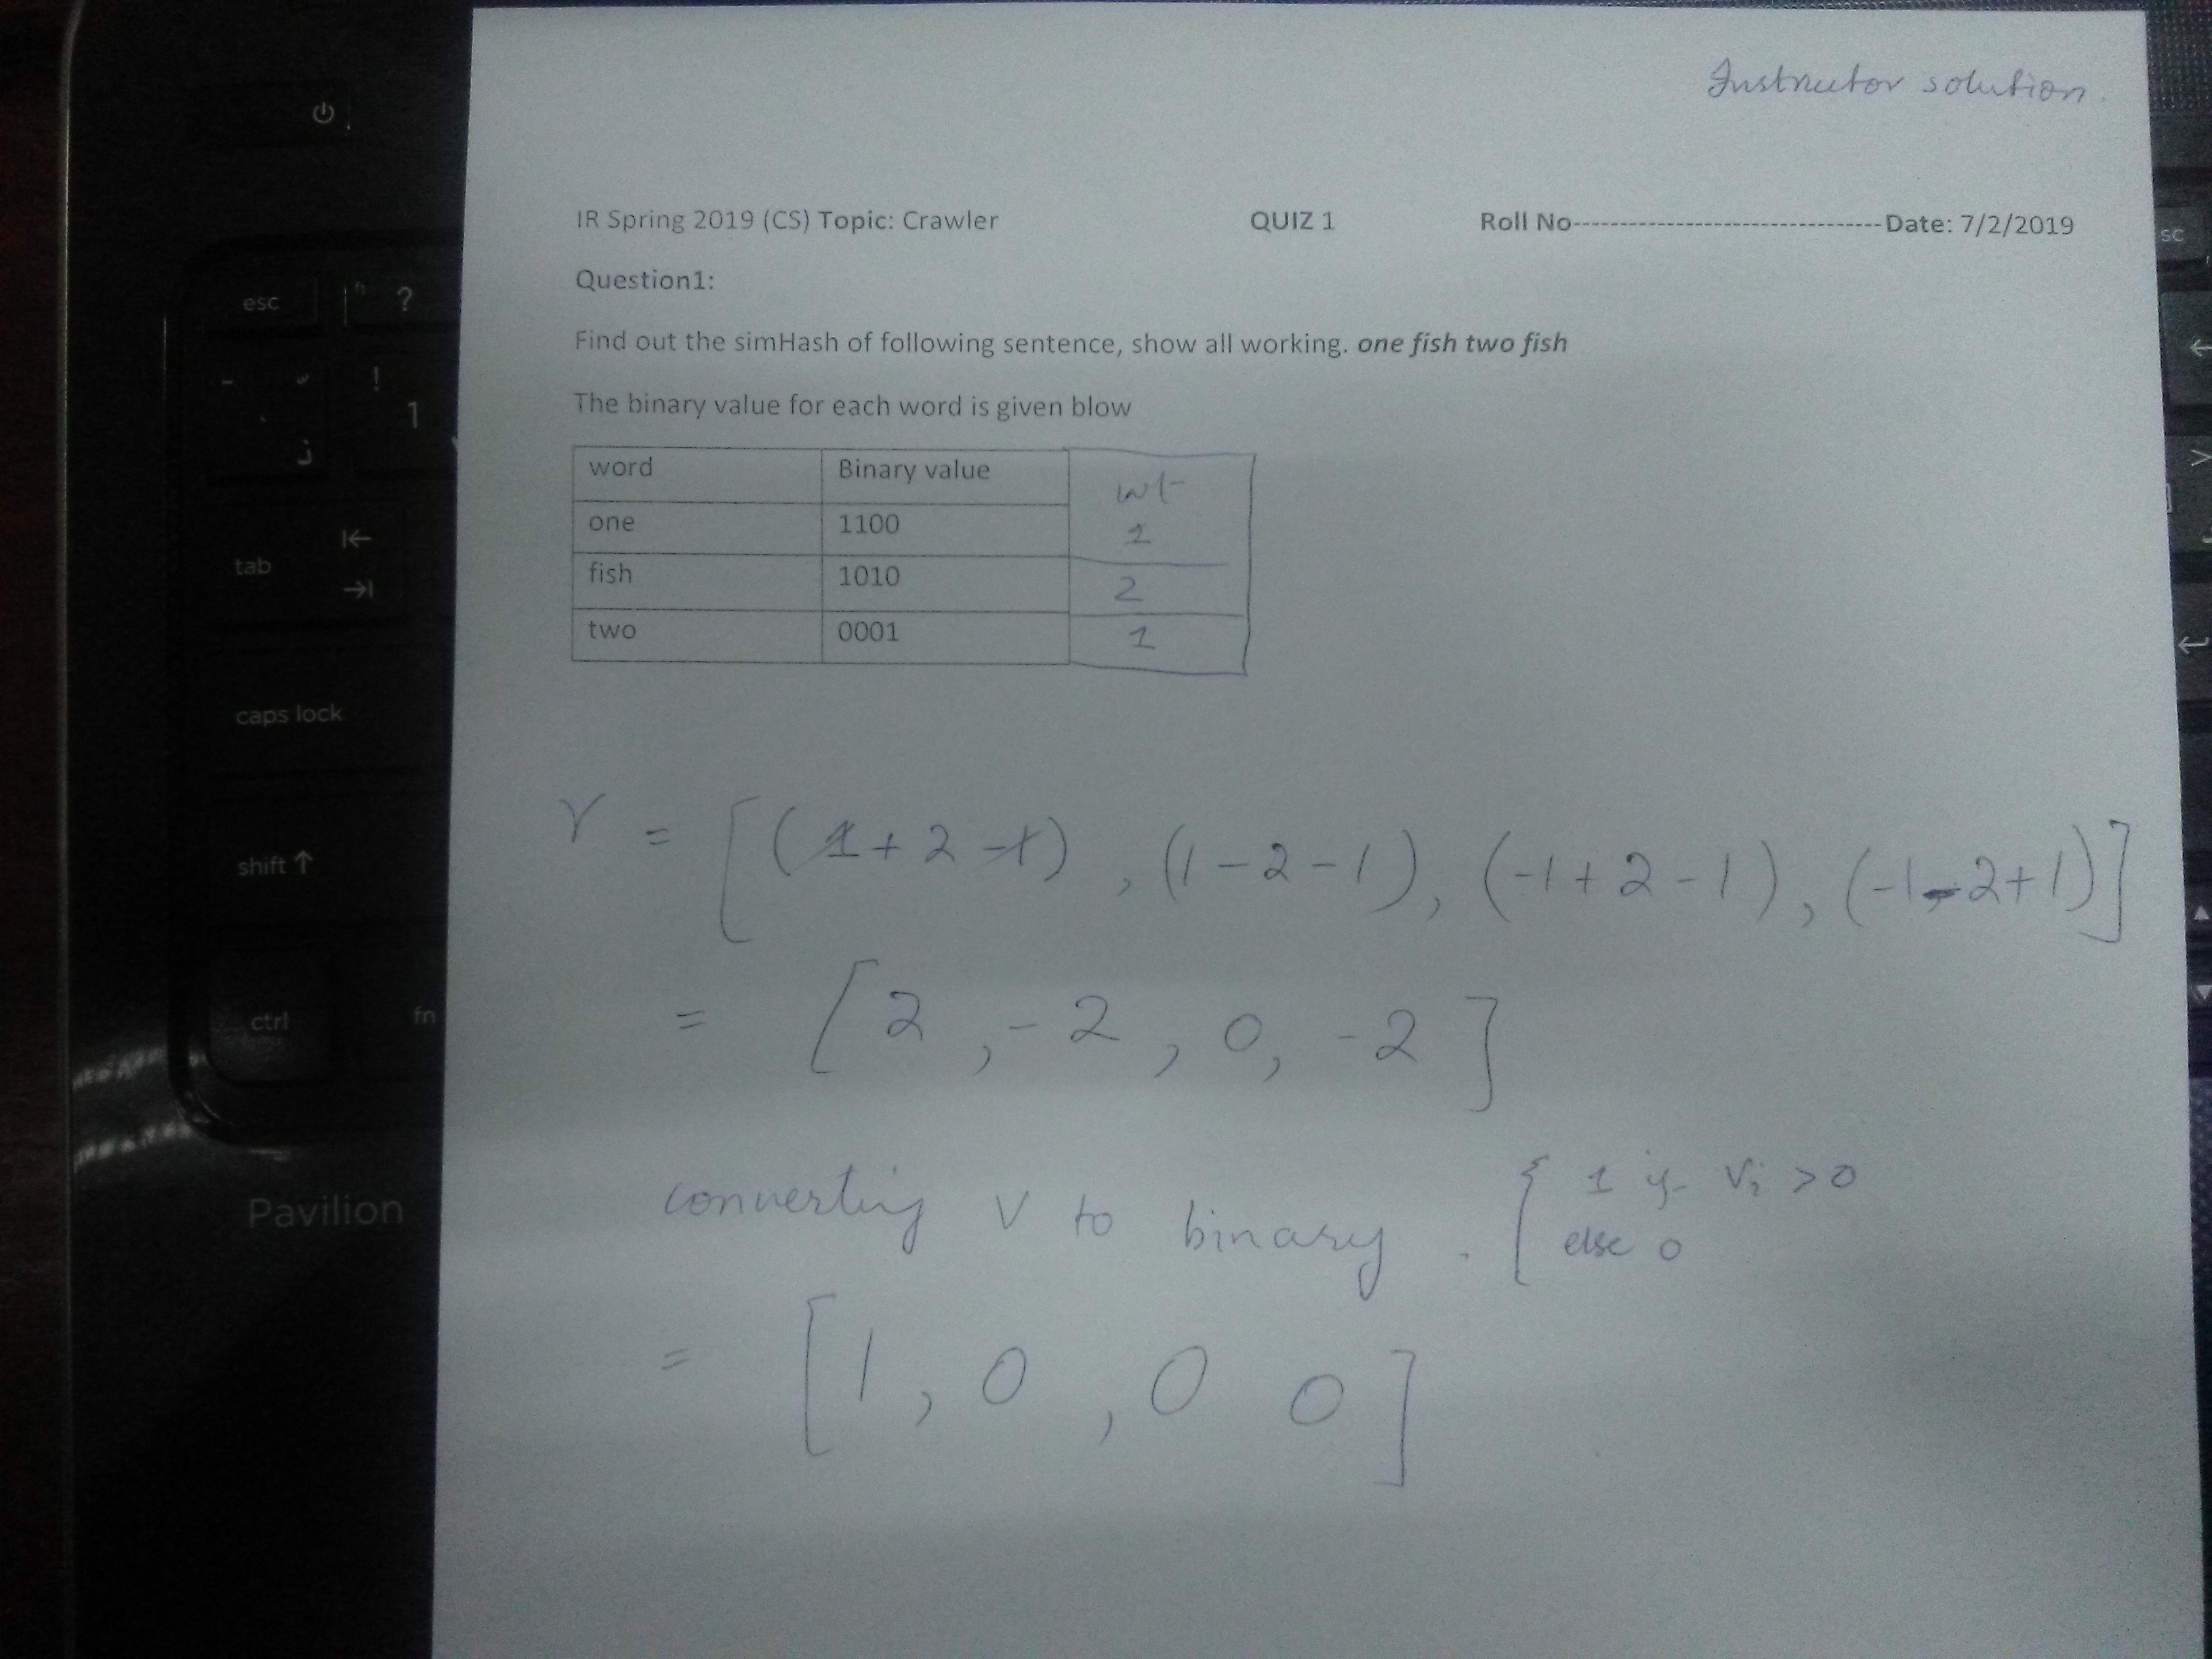 Instructor solution.
IR Spring 2019 (CS) Topic: Crawler QUIZ 1 Roll No---------------------------------Date: 7/2/2019
Question1:
Find out the simHash of following sentence, show all working. one fish two fish
The binary value for each word is given blow
word Binary value wt
one 1100 1
fish 1010 2
two 0001 1
V = [(1+2-1), (1-2-1), (-1+2-1), (-1-2+1)]
= [2, -2, 0, -2]
converting V to binary. { 1 if Vi >0
else 0
= [1, 0, 0 0]
esc
?
!
1
tab
caps lock
shift
ctrl fn
Pavilion
sc